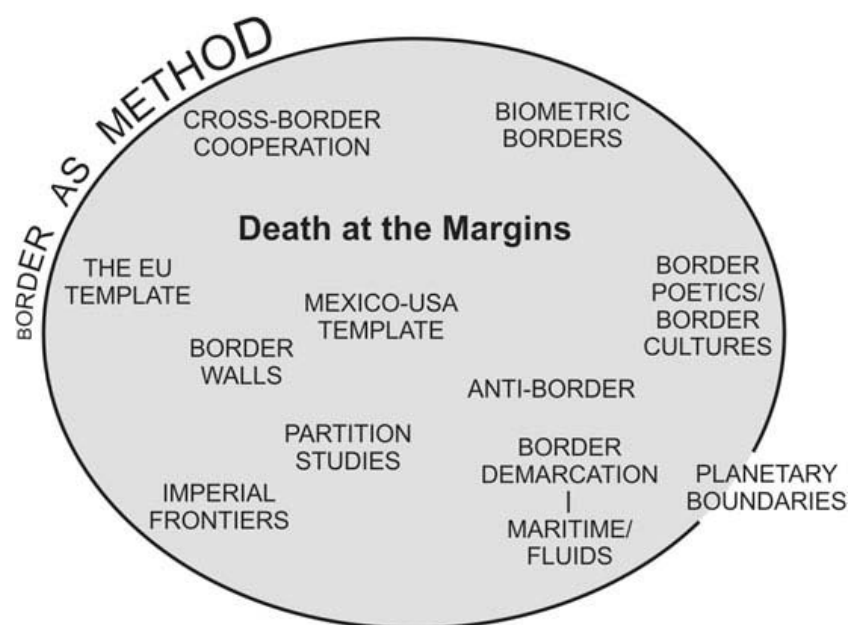 BORDER AS METHOD
CROSS-BORDER
COOPERATION
BIOMETRIC
BORDERS
Death at the Margins
THE EU
TEMPLATE
MEXICO-USA
TEMPLATE
BORDER
POETICS/
BORDER
CULTURES
BORDER
WALLS
ANTI-BORDER
PARTITION
STUDIES
BORDER
DEMARCATION
|
MARITIME/
FLUIDS
PLANETARY
BOUNDARIES
IMPERIAL
FRONTIERS